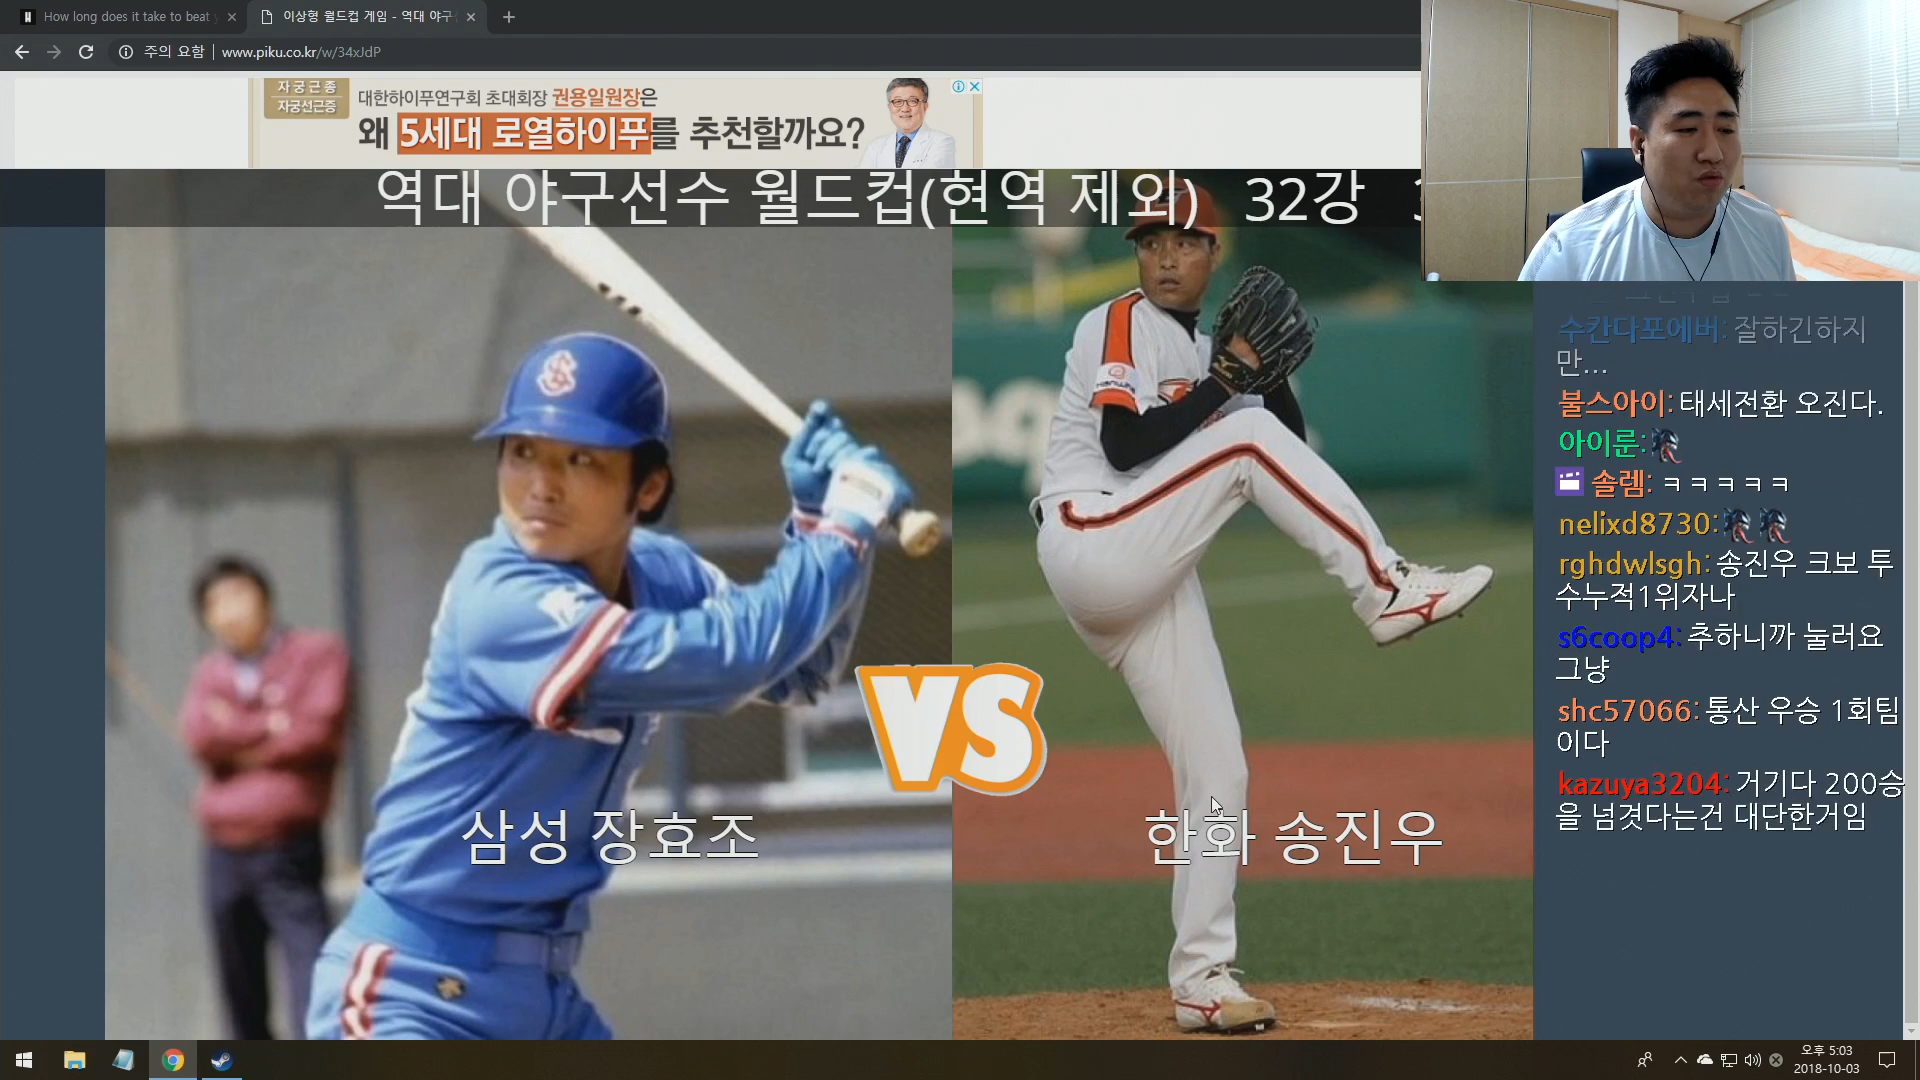 How long does it take to beat
이상형 월드컵 게임 - 역대 야구
주의 요함
www.piku.co.kr/w/34xJdP
자궁근종
자궁선근증
대한하이푸연구회 초대회장 권용일원장은
왜 5세대 로열하이푸를 추천할까요?
역대 야구선수 월드컵(현역 제외) 32강
VS
삼성 장효조
한화 송진우
수칸다포에버: 잘하긴하지
만...
불스아이: 태세전환 오진다.
아이룬:
솔렘: ㅋㅋㅋㅋㅋ
nelixd8730:
rghdwlsgh: 송진우 크보 투
수누적1위자나
s6coop4: 추하니까 눌러요
그냥
shc57066: 통산 우승 1회팀
이다
kazuya3204: 거기다 200승
을 넘겻다는건 대단한거임
오후 5:03
2018-10-03